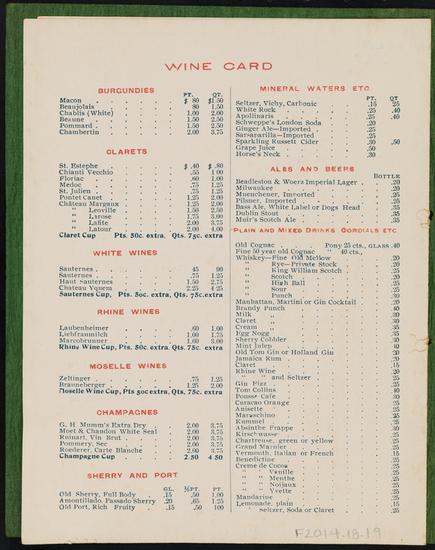 WINE CARD
BURGUNDIES
PT. QT.
Macon $ 80 $1.50
Beaujolais 80 1.50
Chablis (White) 1.00 2.00
Beaune 1.50 2.50
Pommard 1.50 2.50
Chambertin 2.00 3.75
CLARETS
St. Estephe $ .40 $ .80
Chianti Vecchio .55 1.00
Floriac .60 1.00
Medoc .75 1.25
St. Julien .75 1.25
Pontet Canet 1.25 2.00
Château Margaux 1.25 2.00
" Leoville 1.50 2.50
" Larose 1.75 3.00
" Lafite 2.00 3.75
" Latour 2.00 4.00
Claret Cup Pts. 50c. extra. Qts. 75c. extra
WHITE WINES
Sauternes 45 90
Sauternes .75 1.25
Haut Sauternes 1.50 2.75
Chateau Yquem 2.25 4.25
Sauternes Cup, Pts. 50c. extra, Qts. 75c. extra
RHINE WINES
Laubenheimer .60 1.00
Liebfraumilch 1.00 1.75
Marcobrunner 1.60 3.00
Rhine Wine Cup, Pts. 50c. extra. Qts. 75c. extra
MOSELLE WINES
Zeltinger .75 1.25
Brauneberger 1.25 2.00
Moselle Wine Cup, Pts 50c extra, Qts. 75c. extra
CHAMPAGNES
G. H. Mumm's Extra Dry 2.00 3.75
Moet & Chandon White Seal 2.00 3.75
Ruinart, Vin Brut 2.00 3.75
Pommery, Sec 2.00 3.75
Roederer, Carte Blanche 2.00 3.75
Champagne Cup 2.50 4 50
SHERRY AND PORT
GL. ½PT. PT.
Old Sherry, Full Body .15 .50 1.00
Amontillado, Passado Sherry .20 .65 1.25
Old Port, Rich Fruity .15 .50 100
MINERAL WATERS ETC.
PT. QT
Seltzer, Vichy, Carbonic .15 .25
White Rock .25 .40
Apollinaris .25 .40
Schweppe's London Soda .20
Ginger Ale—Imported .25
Sarsaparilla—Imported .25
Sparkling Russett Cider .30 .50
Grape Juice .50
Horse's Neck .30
ALES AND BEERS
BOTTLE
Beadleston & Woerz Imperial Lager .20
Milwaukee .20
Muenchener, Imported .25
Pilsner, Imported .25
Bass Ale, White Label or Dogs Head .35
Dublin Stout .35
Muir's Scotch Ale .35
PLAIN AND MIXED DRINKS CORDIALS ETC
Old Cognac Pony 25 cts., GLASS .40
Fine 50 year old Cognac " 40 cts.,
Whiskey—Fine Old Mellow .20
" Rye—Private Stock .20
" King William Scotch .25
" Scotch .20
" High Ball .25
" Sour .25
" Punch .30
Manhattan, Martini or Gin Cocktail .20
Brandy Punch .40
Milk " .30
Claret " .30
Cream " .35
Egg Nogg .35
Sherry Cobbler .30
Mint Julep .40
Old Tom Gin or Holland Gin .20
Jamaica Rum .20
Claret .15
Rhine Wine .20
" " and Seltzer .25
Gin Fizz .25
Tom Collins .40
Pousse Cafe .30
Curacao Orange .25
Anisette .25
Maraschino .25
Kummel .25
Absinthe Frappe .30
Kirschwasser .25
Chartreuse, green or yellow .25
Grand Marnier .25
Vermouth, Italian or French .15
Benedictine .25
Creme de Cocoa .25
" Vanille .25
" " Menthe .25
" Noijaux .25
" " Yvette .25
Mandarine .25
Lemonade, plain .25
" Seltzer, Soda or Claret .25
F2014.18.19